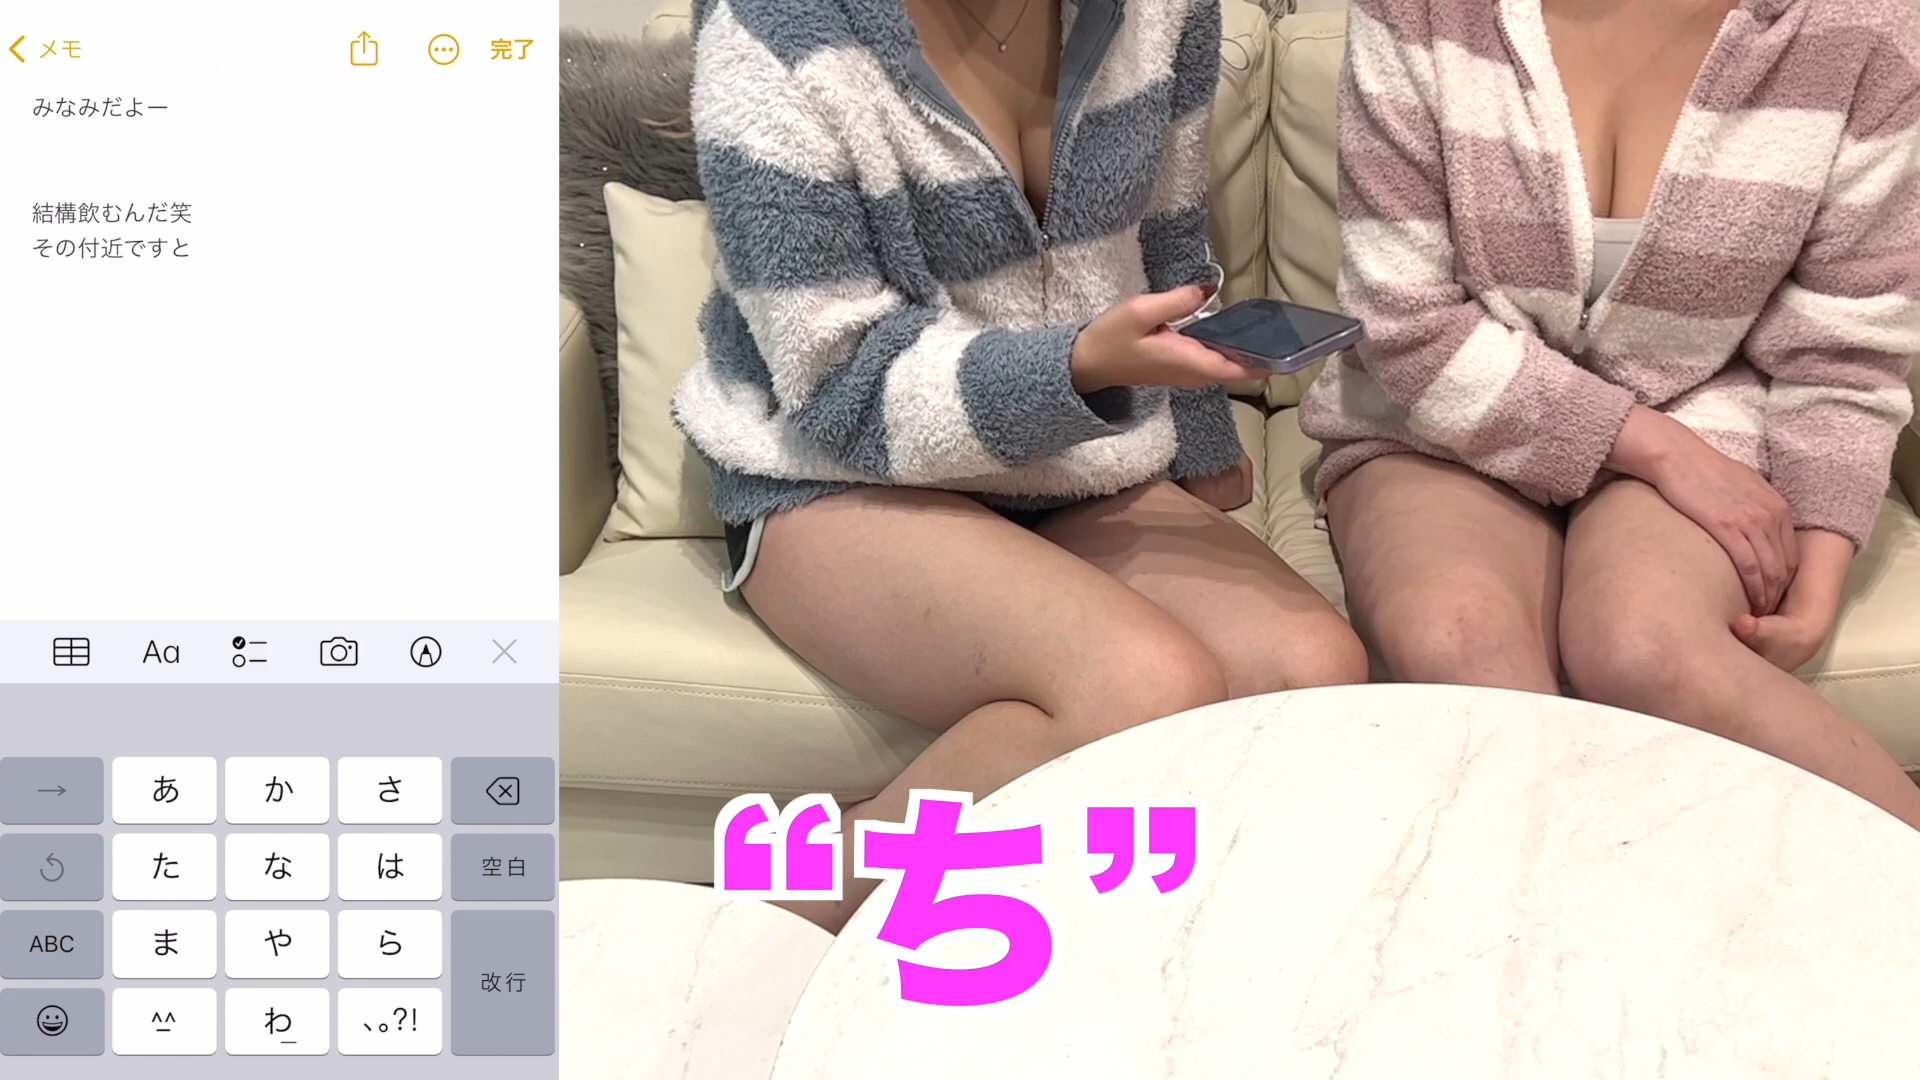 メモ
完了
みなみだよー
結構飲むんだ笑
その付近ですと
Aa
→ あ か さ
た な は 空白
ABC ま や ら 改行
^^ わ_ 、。?!
“ち”